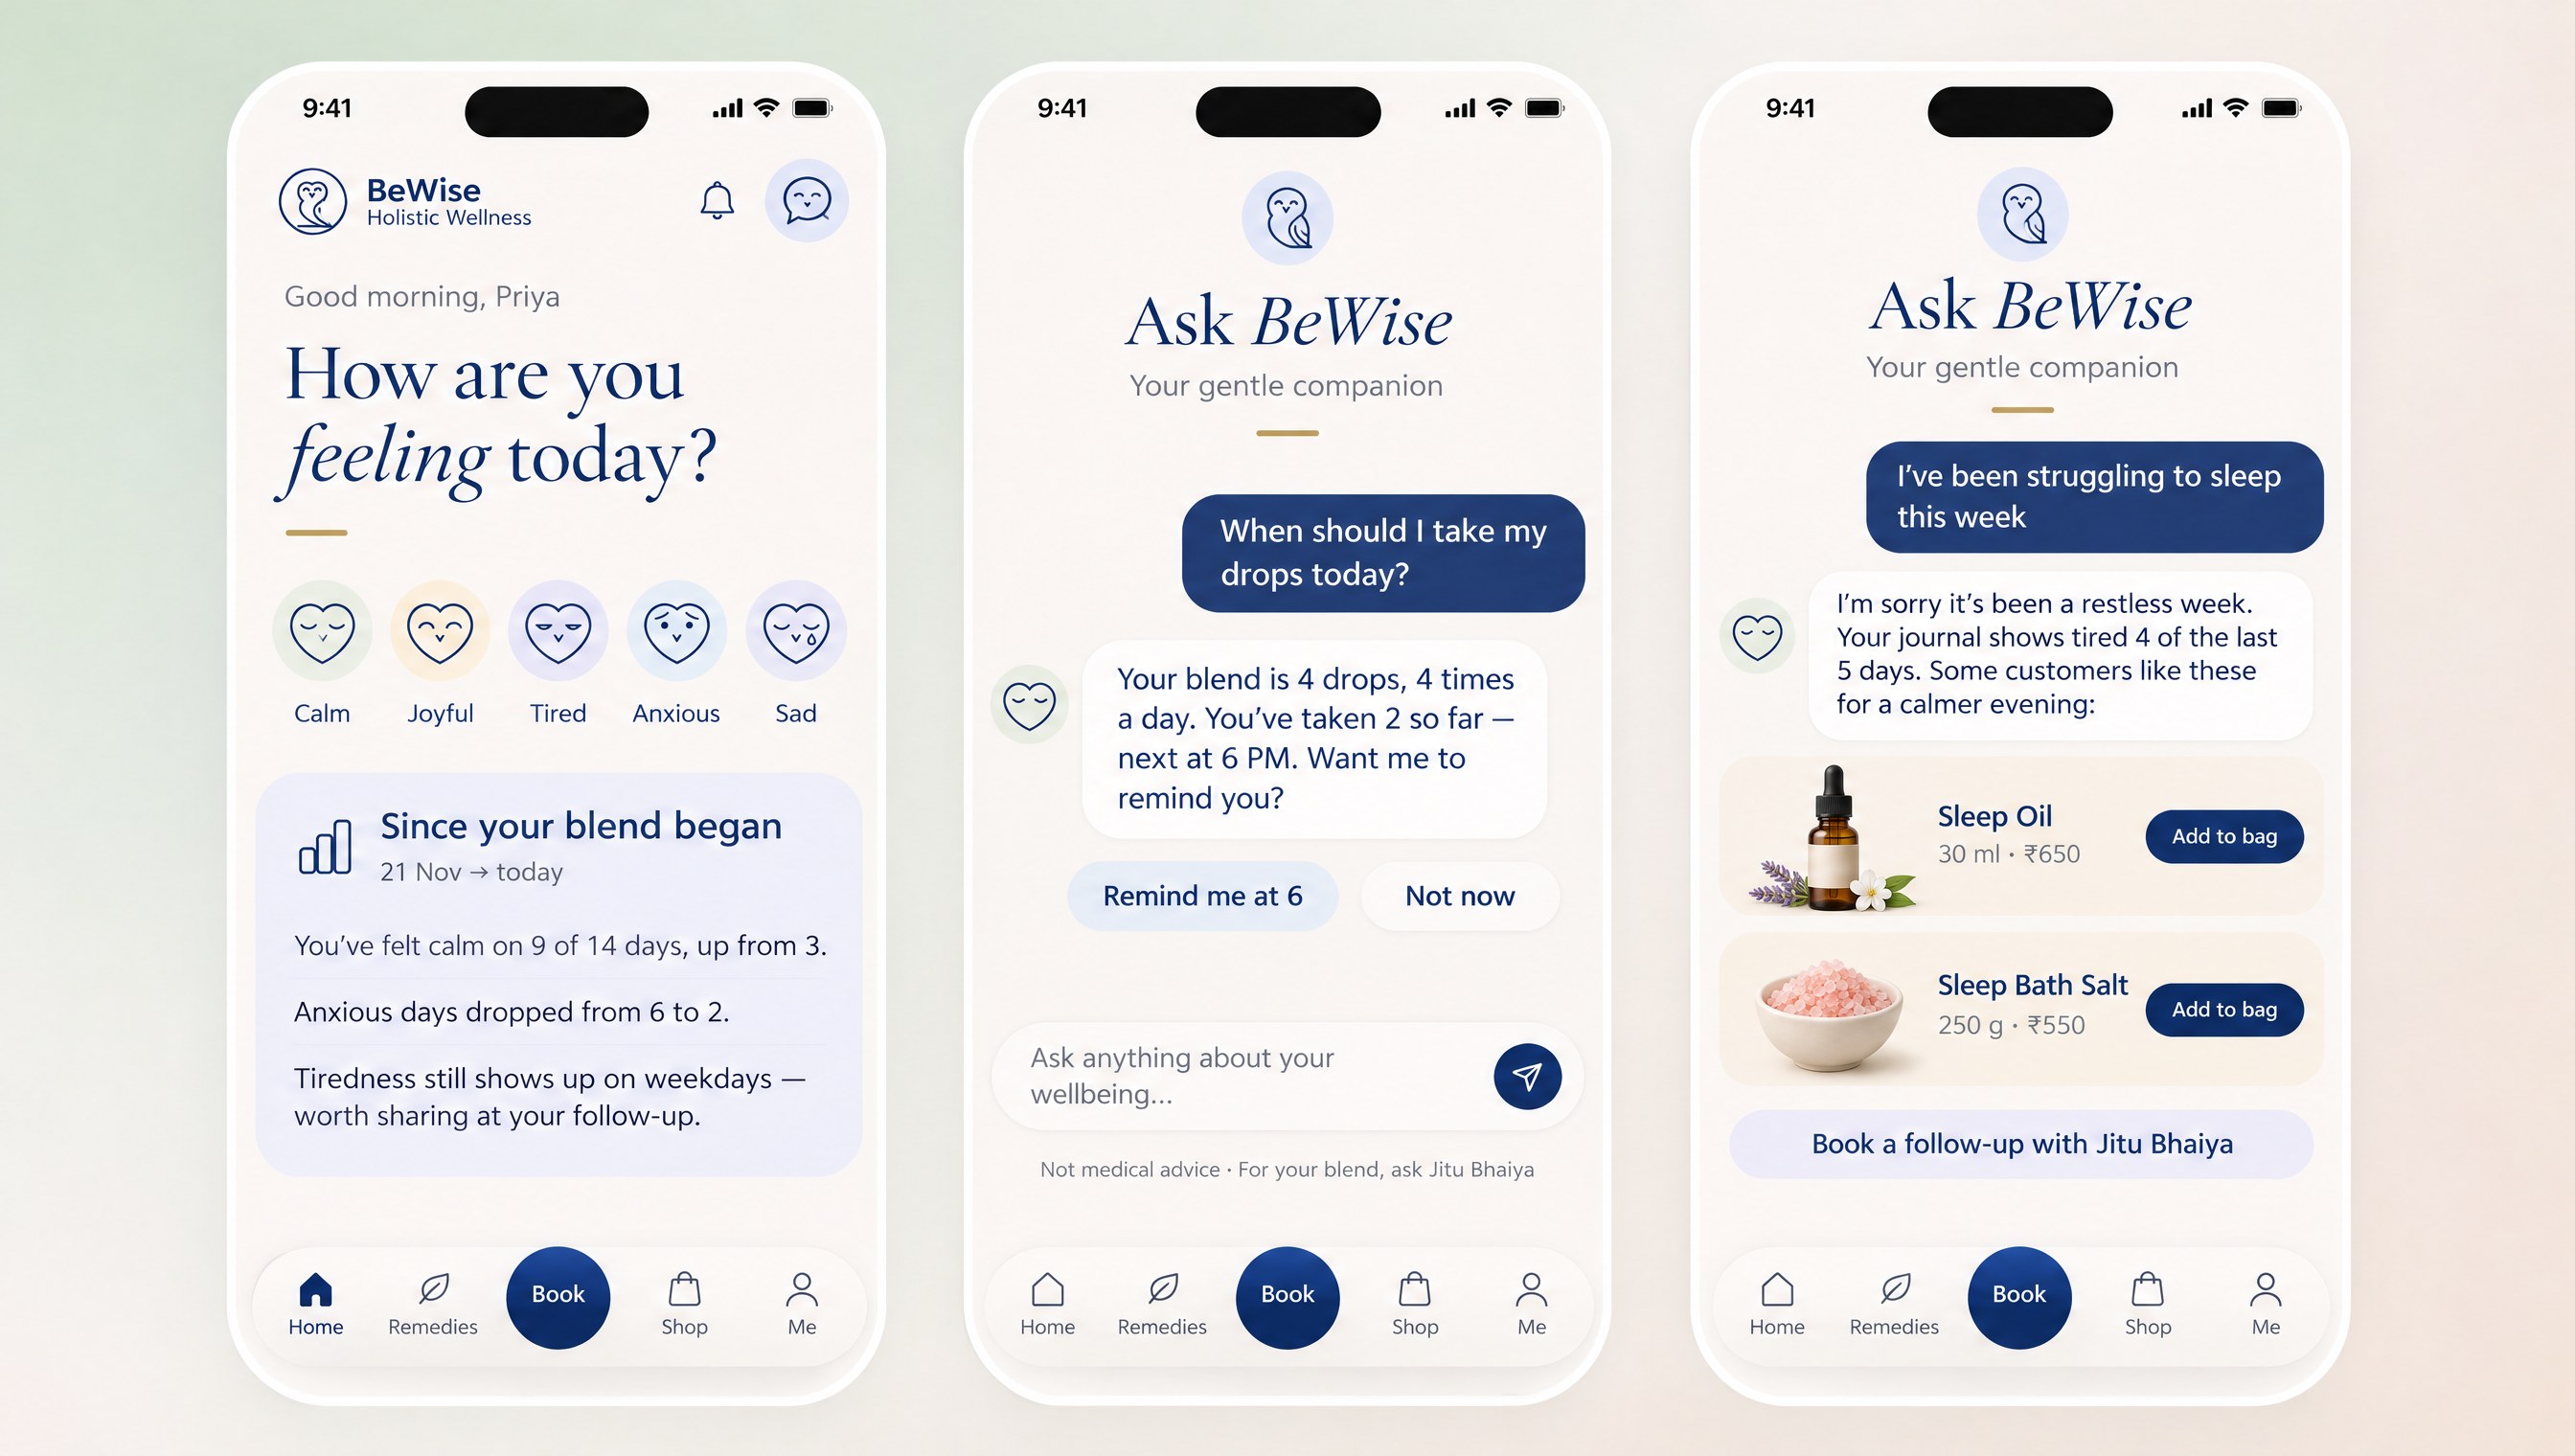 9:41
BeWise
Holistic Wellness
Good morning, Priya
How are you
feeling today?
Calm
Joyful
Tired
Anxious
Sad
Since your blend began
21 Nov → today
You’ve felt calm on 9 of 14 days, up from 3.
Anxious days dropped from 6 to 2.
Tiredness still shows up on weekdays —
worth sharing at your follow-up.
Home
Remedies
Book
Shop
Me
9:41
Ask BeWise
Your gentle companion
When should I take my
drops today?
Your blend is 4 drops, 4 times
a day. You’ve taken 2 so far —
next at 6 PM. Want me to
remind you?
Remind me at 6
Not now
Ask anything about your
wellbeing...
Not medical advice • For your blend, ask Jitu Bhaiya
Home
Remedies
Book
Shop
Me
9:41
Ask BeWise
Your gentle companion
I’ve been struggling to sleep
this week
I’m sorry it’s been a restless week.
Your journal shows tired 4 of the last
5 days. Some customers like these
for a calmer evening:
Sleep Oil
30 ml • ₹650
Add to bag
Sleep Bath Salt
250 g • ₹550
Add to bag
Book a follow-up with Jitu Bhaiya
Home
Remedies
Book
Shop
Me